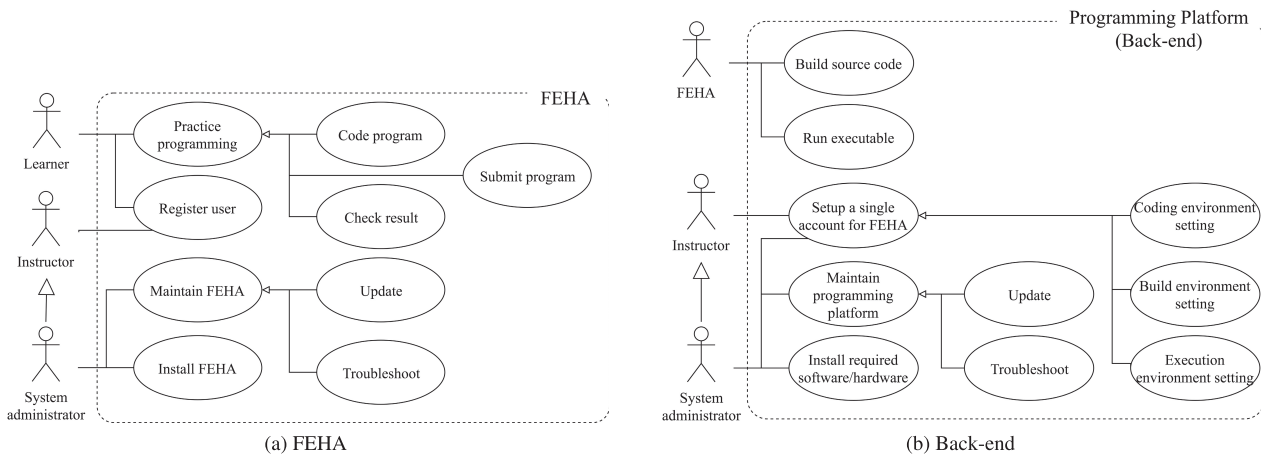 FEHA
Learner
Practice
programming
Code program
Submit program
Register user
Check result
Instructor
Maintain FEHA
Update
Install FEHA
Troubleshoot
System
administrator
(a) FEHA
Programming Platform
(Back-end)
FEHA
Build source code
Run executable
Instructor
Setup a single
account for FEHA
Coding environment
setting
Maintain
programming
platform
Update
Build environment
setting
System
administrator
Install required
software/hardware
Troubleshoot
Execution
environment setting
(b) Back-end